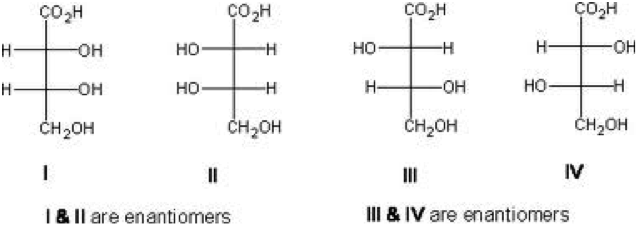 CO₂H CO₂H CO₂H CO₂H
H OH HO H HO H H OH
H OH HO H H OH HO H
CH₂OH CH₂OH CH₂OH CH₂OH
I II III IV
I & II are enantiomers III & IV are enantiomers